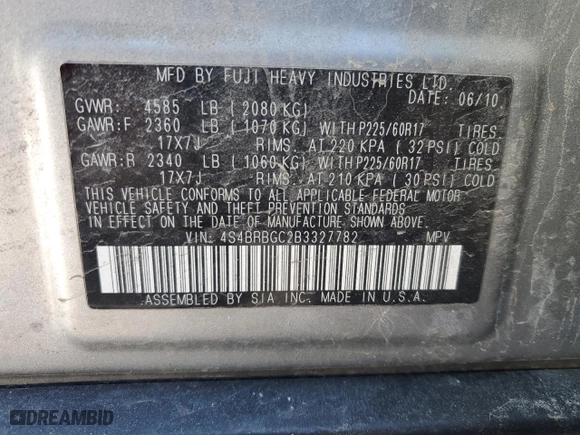 MFD BY FUJI HEAVY INDUSTRIES LTD.
DATE: 06/10
GVWR: 4585 LB (2080 KG)
GAWR:F 2360 LB (1070 KG) WITH P225/60R17 TIRES.
17X7J RIMS. AT 220 KPA (32 PSI) COLD
GAWR:R 2340 LB (1060 KG) WITH P225/60R17 TIRES.
17X7J RIMS. AT 210 KPA (30 PSI) COLD
THIS VEHICLE CONFORMS TO ALL APPLICABLE FEDERAL MOTOR
VEHICLE SAFETY AND THEFT PREVENTION STANDARDS
IN EFFECT ON THE DATE OF MANUFACTURE SHOWN ABOVE.
VIN: 4S4BRBGC2B3327782 MPV
ASSEMBLED BY SIA INC. MADE IN U.S.A.
DREAMBID